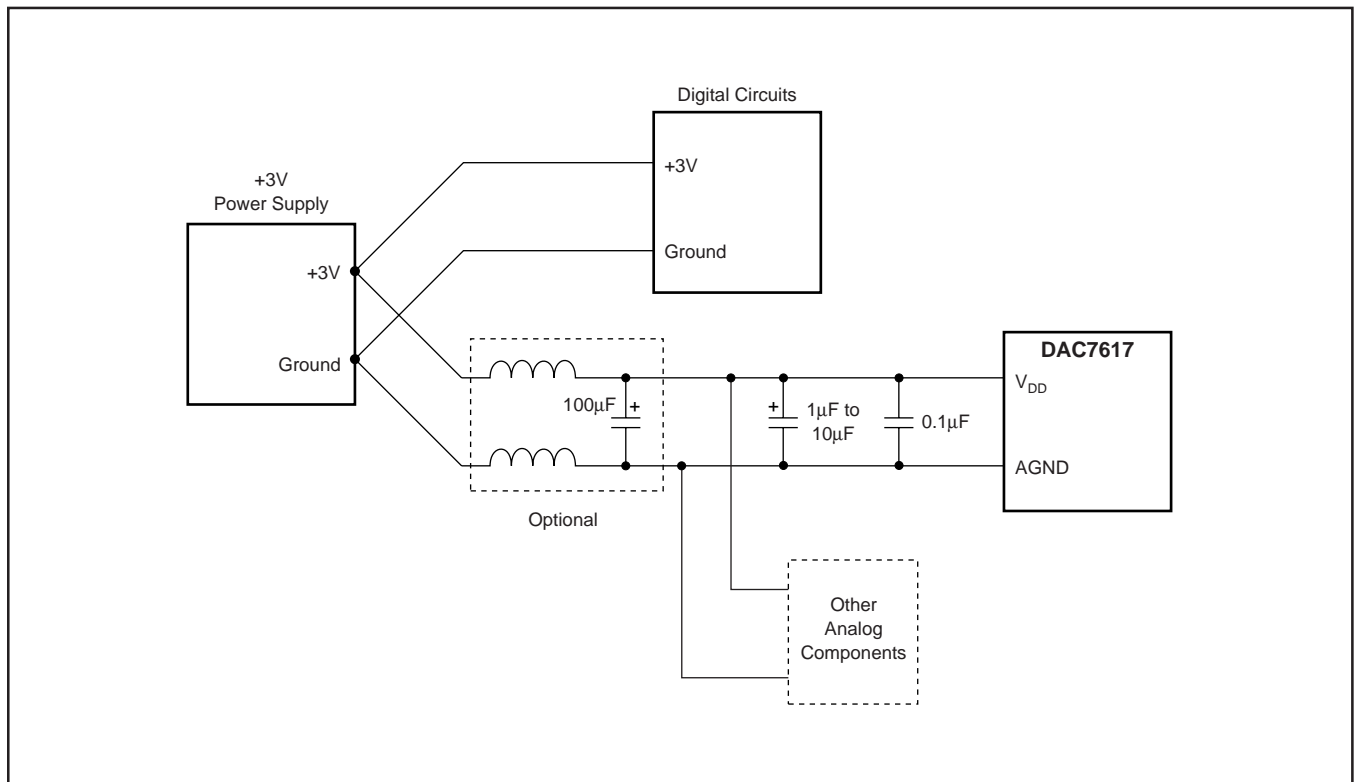 Digital Circuits
+3V
Ground
+3V
Power Supply
+3V
Ground
100µF
+
Optional
+
1µF to
10µF
0.1µF
DAC7617
VDD
AGND
Other
Analog
Components